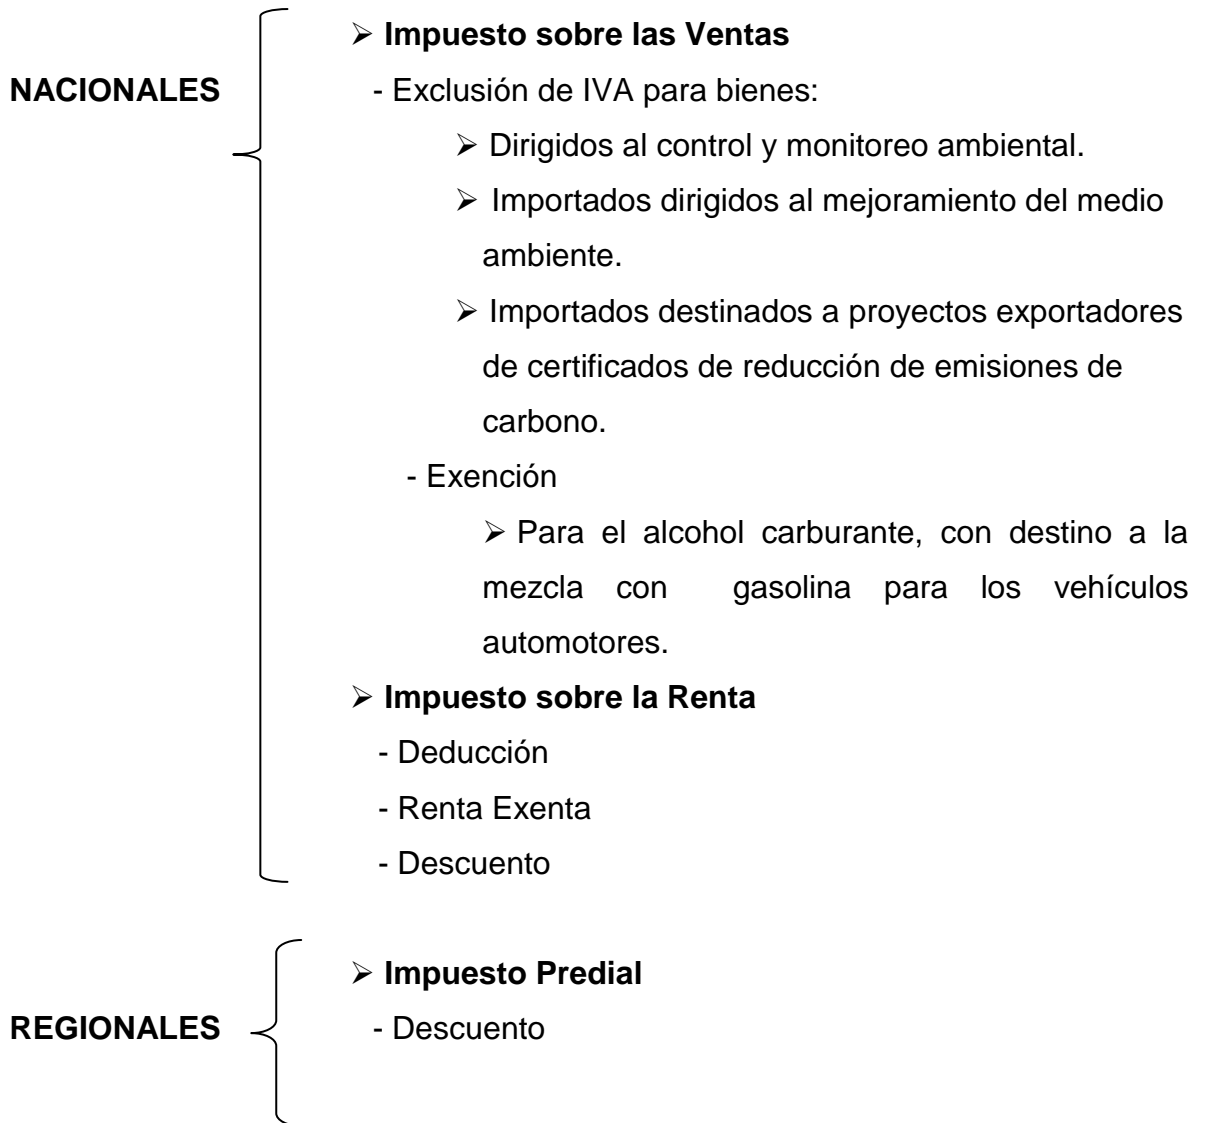 ➢ Impuesto sobre las Ventas
NACIONALES
- Exclusión de IVA para bienes:
➢ Dirigidos al control y monitoreo ambiental.
➢ Importados dirigidos al mejoramiento del medio
ambiente.
➢ Importados destinados a proyectos exportadores
de certificados de reducción de emisiones de
carbono.
- Exención
➢ Para el alcohol carburante, con destino a la
mezcla con gasolina para los vehículos
automotores.
➢ Impuesto sobre la Renta
- Deducción
- Renta Exenta
- Descuento
➢ Impuesto Predial
REGIONALES
- Descuento